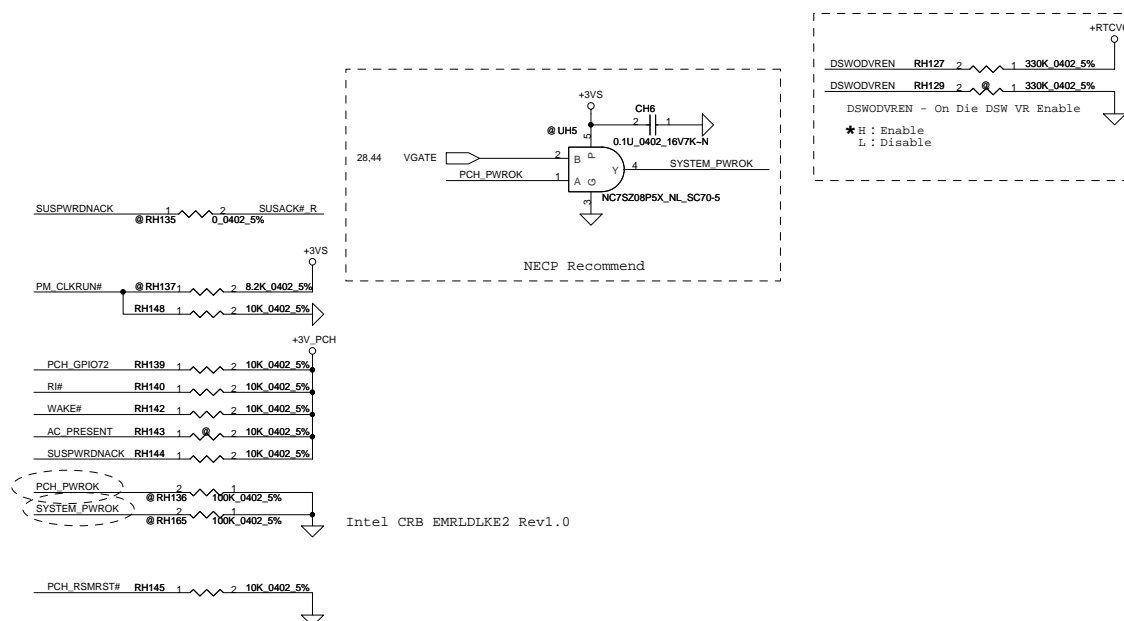 +RTCVC
DSWODVREN RH127 2 1 330K_0402_5%
DSWODVREN RH129 2 @ 1 330K_0402_5%
DSWODVREN - On Die DSW VR Enable
* H : Enable
L : Disable
+3VS
CH6
2 1
@ UH5
5
0.1U_0402_16V7K~N
28,44 VGATE 2 B P
Y 4 SYSTEM_PWROK
PCH_PWROK 1 A G
3
NC7SZ08P5X_NL_SC70-5
NECP Recommend
SUSPWRDNACK 1 2 SUSACK#_R
@ RH135 0_0402_5%
+3VS
PM_CLKRUN# @ RH137 1 2 8.2K_0402_5%
RH148 1 2 10K_0402_5%
+3V_PCH
PCH_GPIO72 RH139 1 2 10K_0402_5%
RI# RH140 1 2 10K_0402_5%
WAKE# RH142 1 2 10K_0402_5%
AC_PRESENT RH143 1 @ 2 10K_0402_5%
SUSPWRDNACK RH144 1 2 10K_0402_5%
PCH_PWROK 2 1
@ RH136 100K_0402_5%
SYSTEM_PWROK 2 1
@ RH165 100K_0402_5%
Intel CRB EMRLDLKE2 Rev1.0
PCH_RSMRST# RH145 1 2 10K_0402_5%